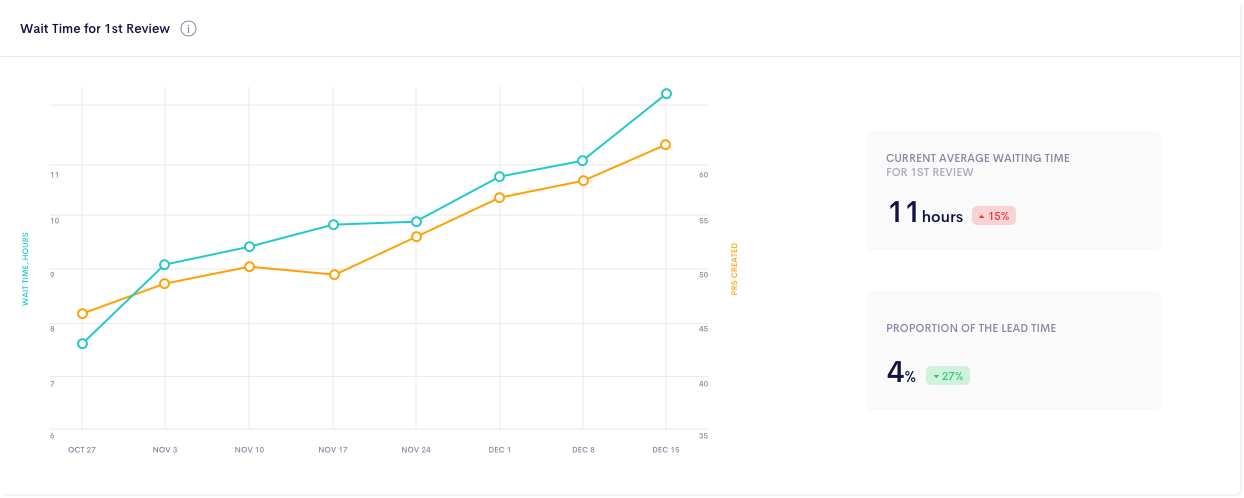 Wait Time for 1st Review
WAIT TIME, HOURS
11
10
9
8
7
6
60
55
50
45
40
35
PRS CREATED
OCT 27
NOV 3
NOV 10
NOV 17
NOV 24
DEC 1
DEC 8
DEC 15
CURRENT AVERAGE WAITING TIME
FOR 1ST REVIEW
11 hours 15%
PROPORTION OF THE LEAD TIME
4% 27%